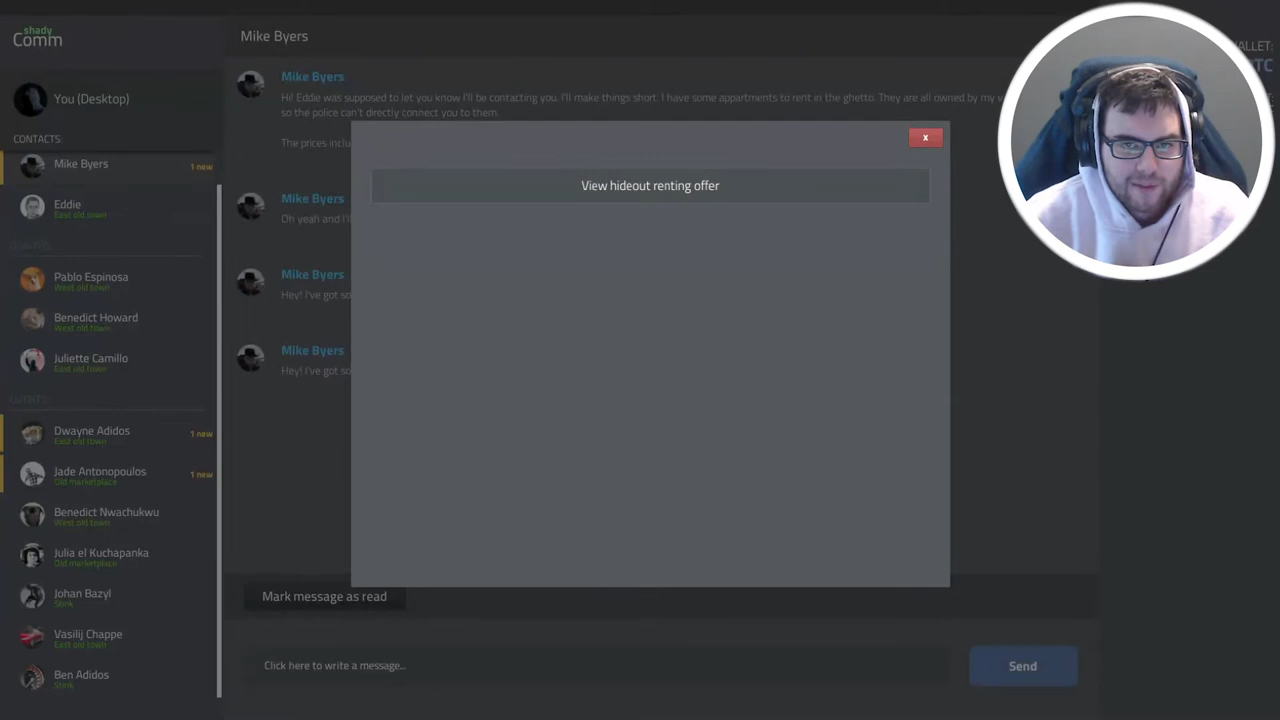 shady
Comm
Mike Byers
You (Desktop)
CONTACTS:
Mike Byers
1 new
Eddie
East old town
Pablo Espinosa
West old town
Benedict Howard
West old town
Juliette Camillo
East old town
Dwayne Adidos
East old town
1 new
Jade Antonopoulos
Old marketplace
1 new
Benedict Nwachukwu
West old town
Julia el Kuchapanka
Old marketplace
Johan Bazyl
Stink
Vasilij Chappe
East old town
Ben Adidos
Stink
Mike Byers
Hi! Eddie was supposed to let you know I'll be contacting you. I'll make things short. I have some appartments to rent in the ghetto. They are all owned by my
so the police can't directly connect you to them.
The prices inclu
Mike Byers
Oh yeah and I'l
Mike Byers
Hey! I've got so
Mike Byers
Hey! I've got so
x
View hideout renting offer
Mark message as read
Click here to write a message...
Send
ALLET:
TC